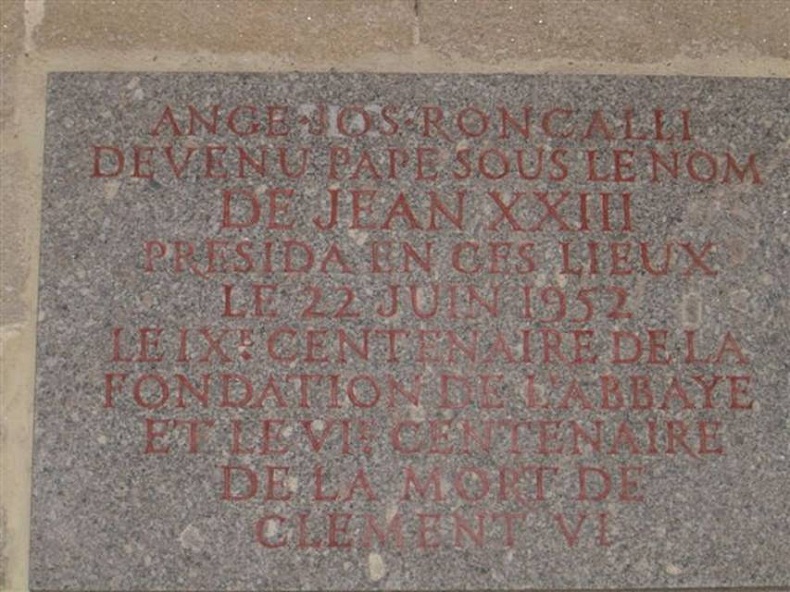 ANGE·JOS·RONCALLI
DEVENU PAPE SOUS LE NOM
DE JEAN XXIII
PRESIDA EN CES LIEUX
LE 22 JUIN 1952
LE IXE CENTENAIRE DE LA
FONDATION DE L'ABBAYE
ET LE VIE CENTENAIRE
DE LA MORT DE
CLEMENT VI